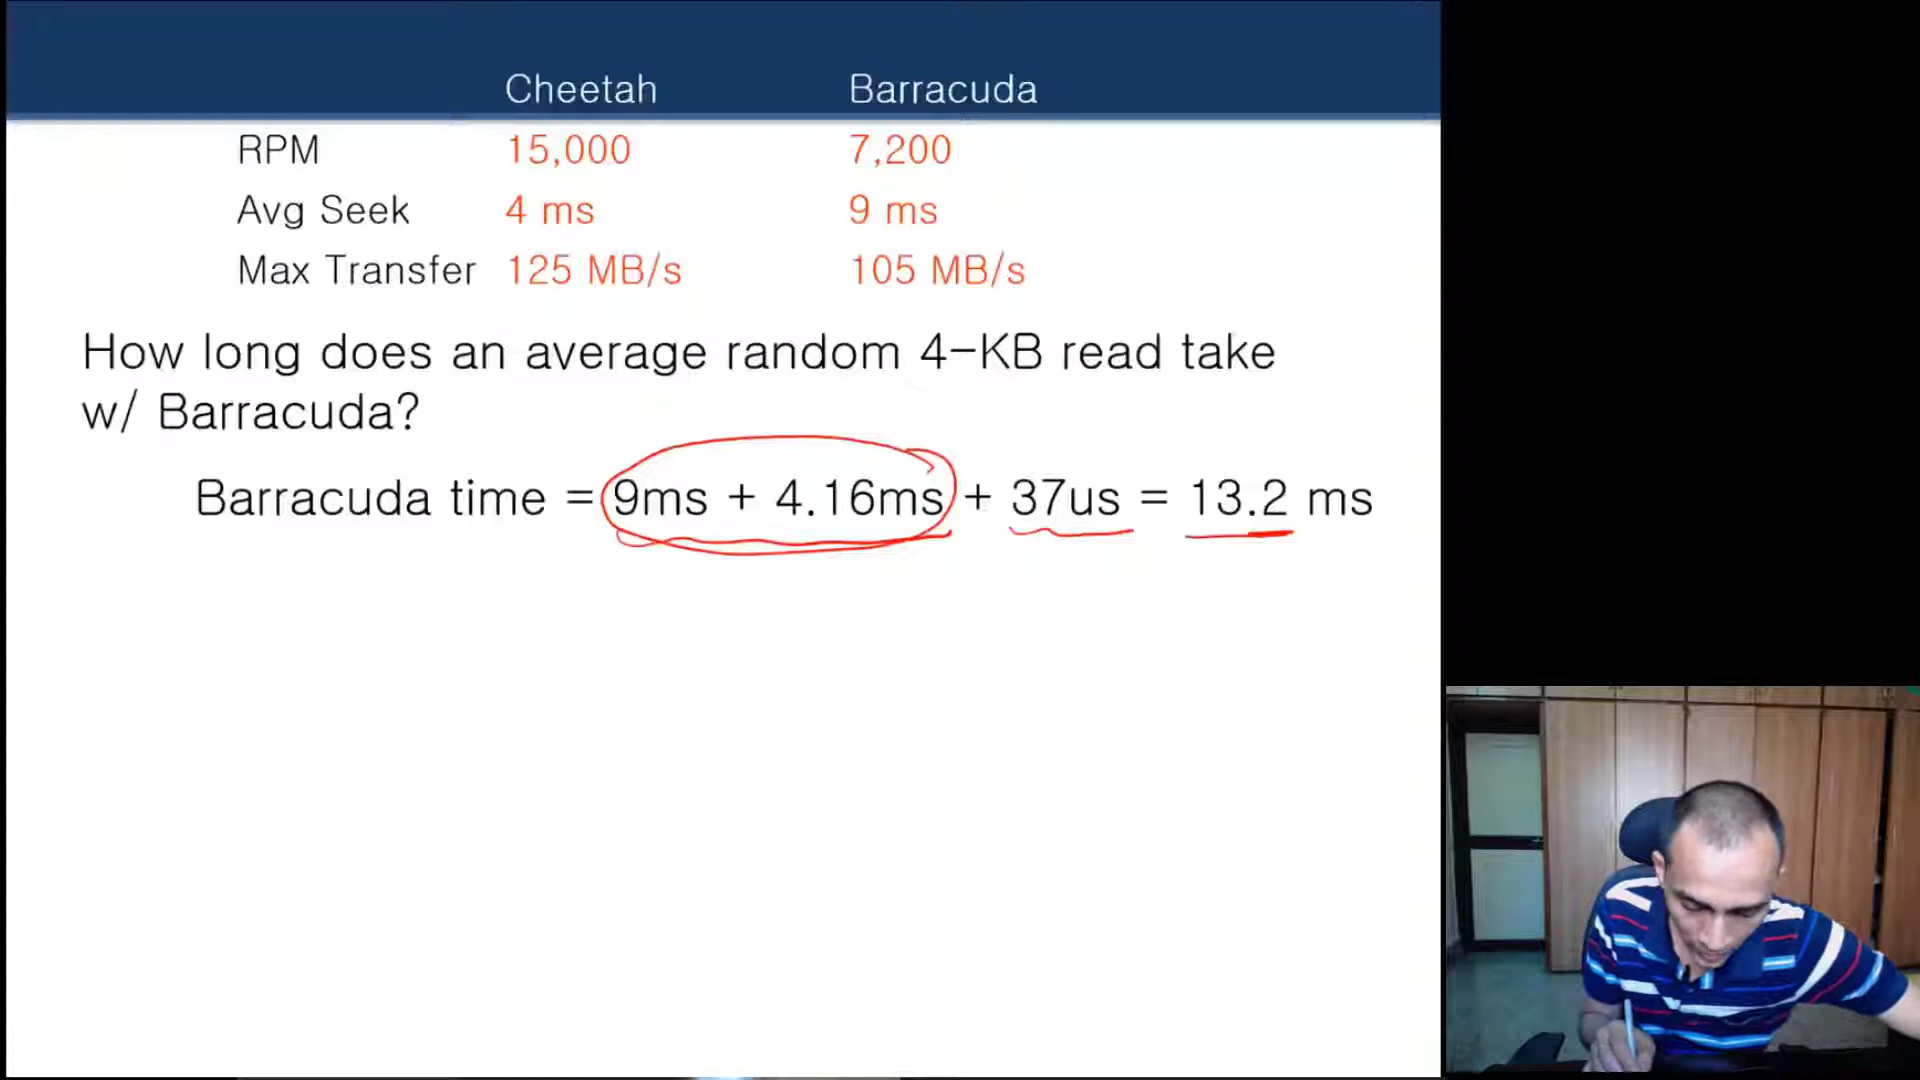 Cheetah Barracuda
RPM 15,000 7,200
Avg Seek 4 ms 9 ms
Max Transfer 125 MB/s 105 MB/s
How long does an average random 4-KB read take
w/ Barracuda?
Barracuda time = 9ms + 4.16ms + 37us = 13.2 ms